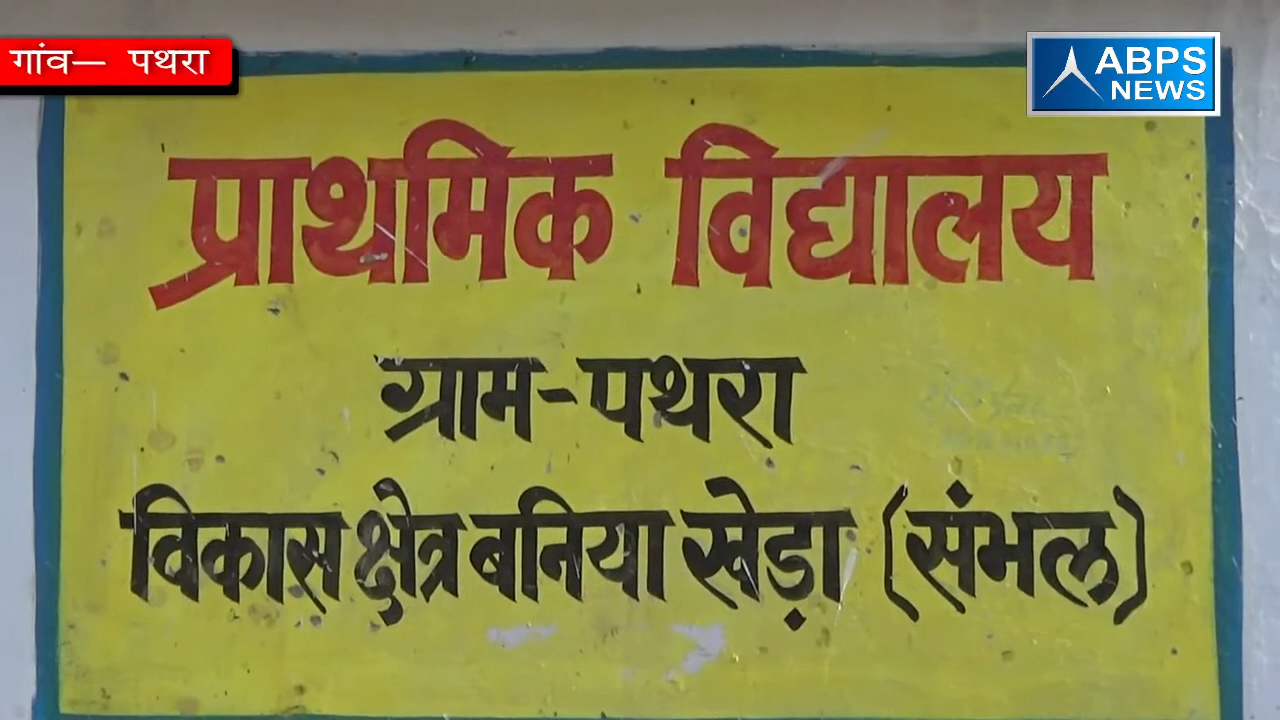 गांव— पथरा
ABPS
NEWS
प्राथमिक विद्यालय
ग्राम-पथरा
विकास क्षेत्र बनिया खेड़ा (संभल)